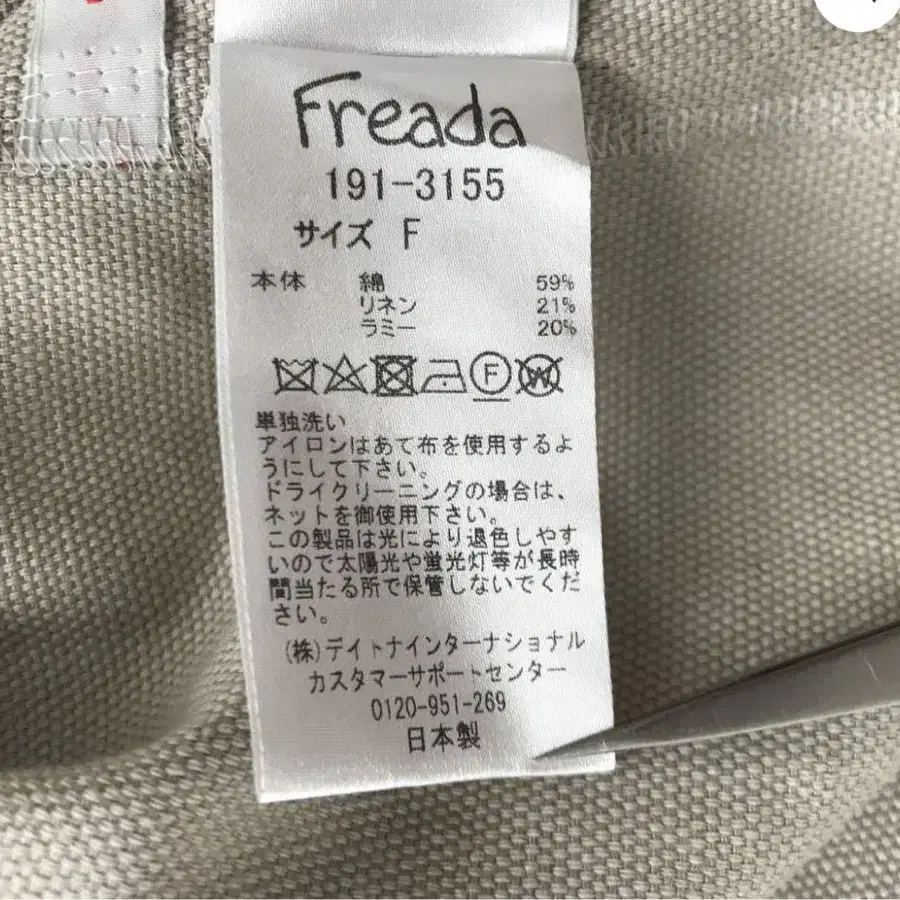 Freada
191-3155
サイズ F
本体 綿 59%
リネン 21%
ラミー 20%
F W
単独洗い
アイロンはあて布を使用するよ
うにして下さい。
ドライクリーニングの場合は、
ネットを御使用下さい。
この製品は光により退色しやす
いので太陽光や蛍光灯等が長時
間当たる所で保管しないでくだ
さい。
(株)デイトナインターナショナル
カスタマーサポートセンター
0120-951-269
日本製